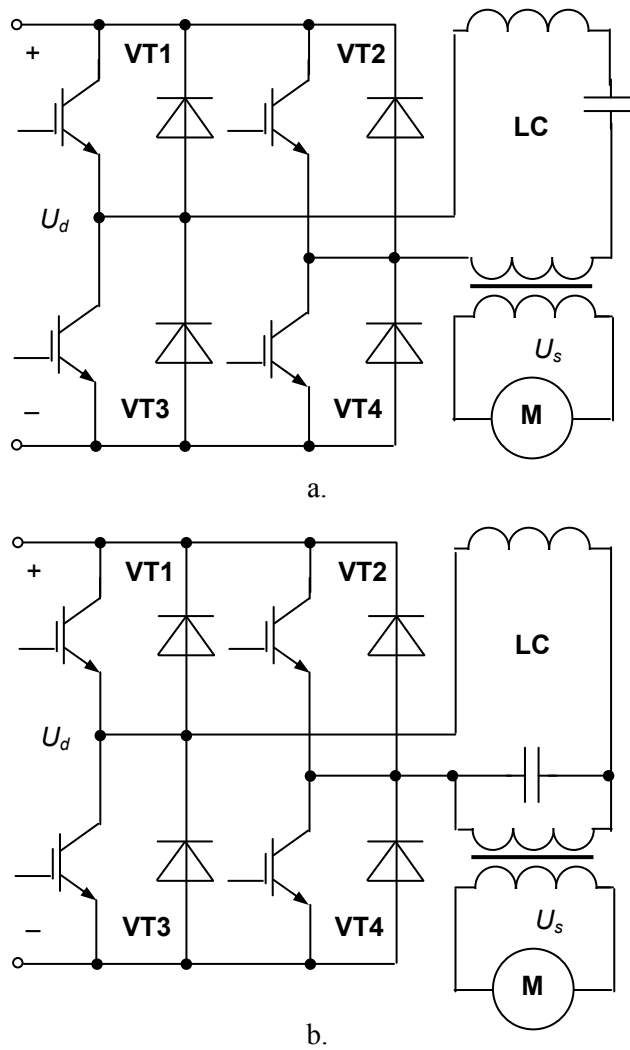 + VT1 VT2
LC
U_d
U_s
M
– VT3 VT4
a.
+ VT1 VT2
LC
U_d
U_s
– VT3 VT4
M
b.